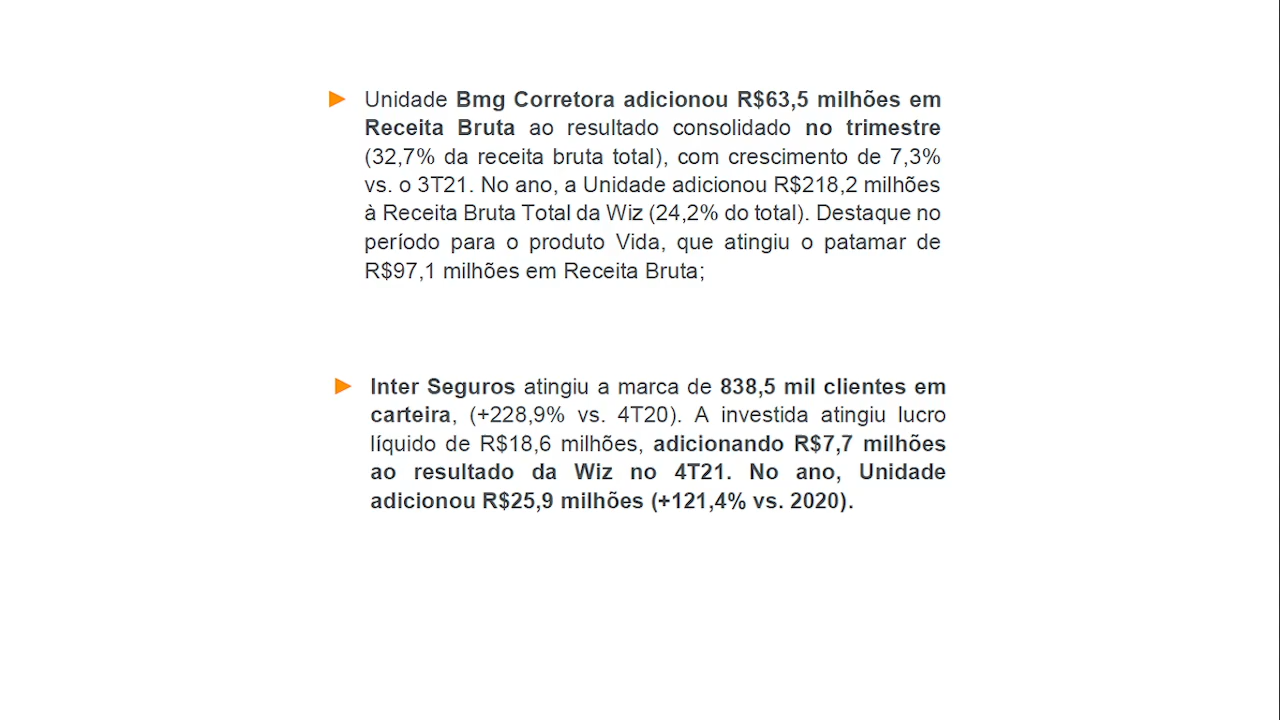 Unidade Bmg Corretora adicionou R$63,5 milhões em
Receita Bruta ao resultado consolidado no trimestre
(32,7% da receita bruta total), com crescimento de 7,3%
vs. o 3T21. No ano, a Unidade adicionou R$218,2 milhões
à Receita Bruta Total da Wiz (24,2% do total). Destaque no
período para o produto Vida, que atingiu o patamar de
R$97,1 milhões em Receita Bruta;
Inter Seguros atingiu a marca de 838,5 mil clientes em
carteira, (+228,9% vs. 4T20). A investida atingiu lucro
líquido de R$18,6 milhões, adicionando R$7,7 milhões
ao resultado da Wiz no 4T21. No ano, Unidade
adicionou R$25,9 milhões (+121,4% vs. 2020).